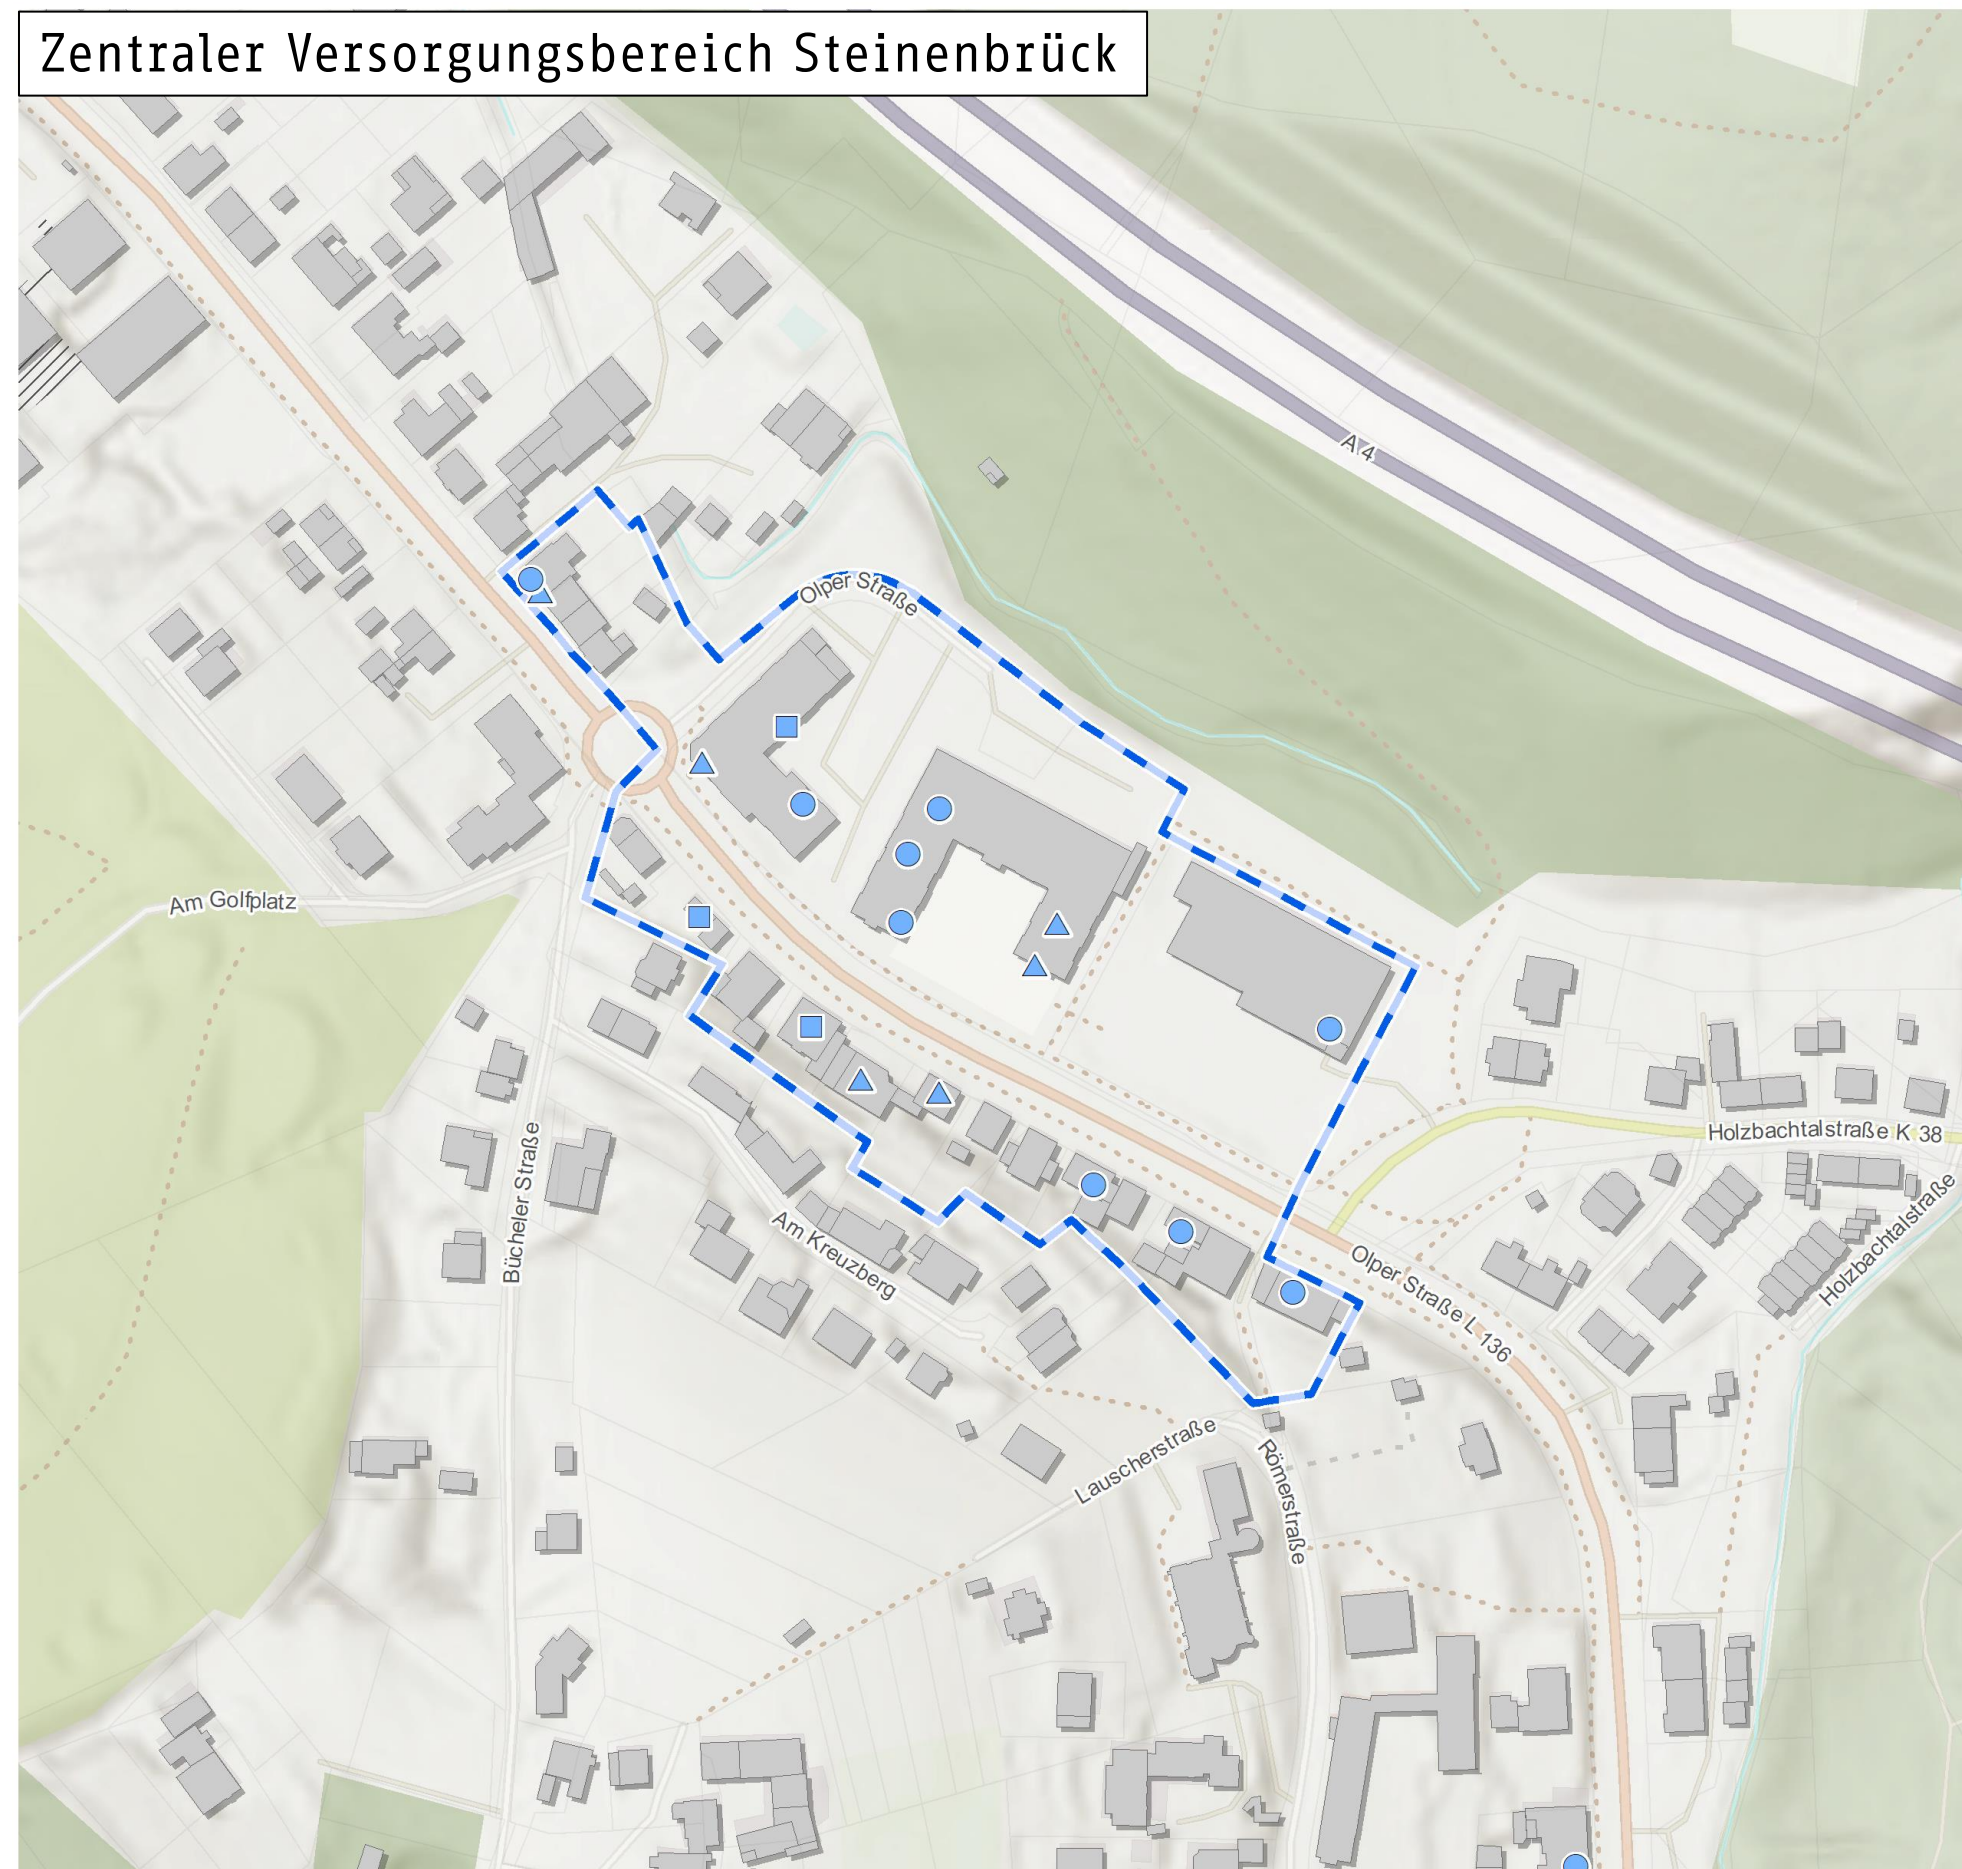 Zentraler Versorgungsbereich Steinenbrück
A 4
Olper Straße
Am Golfplatz
Holzbachtalstraße K 38
Holzbachtalstraße
Bücheler Straße
Am Kreuzberg
Olper Straße L 136
Lauscherstraße
Römerstraße